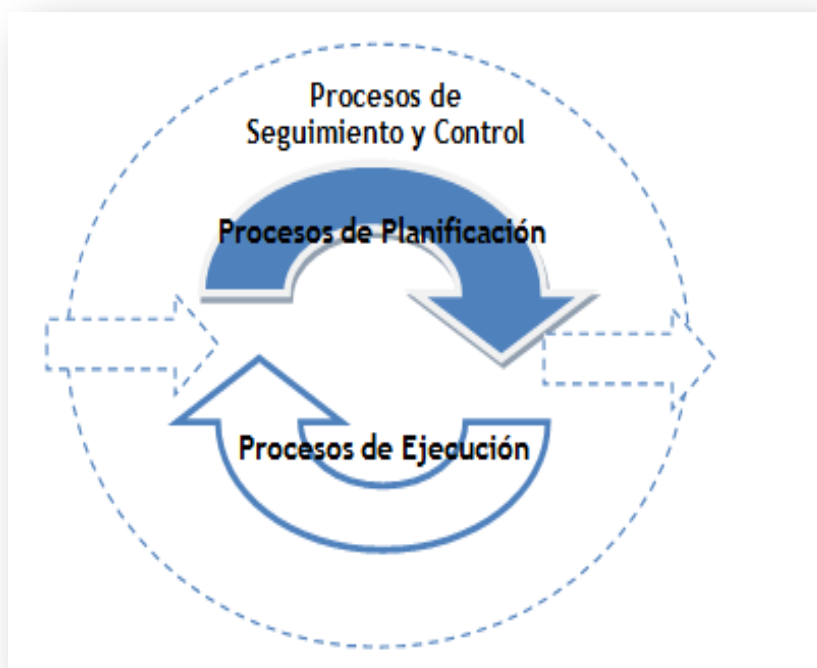 Procesos de
Seguimiento y Control
Procesos de Planificación
Procesos de Ejecución